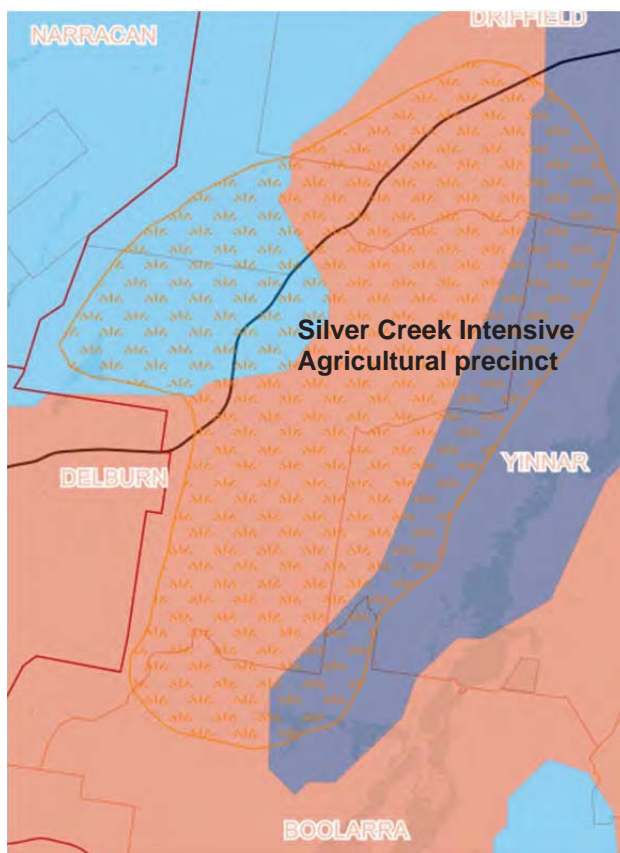 DRIFFIELD
NARRACAN
Silver Creek Intensive
Agricultural precinct
YINNAR
DELBURN
BOOLARRA